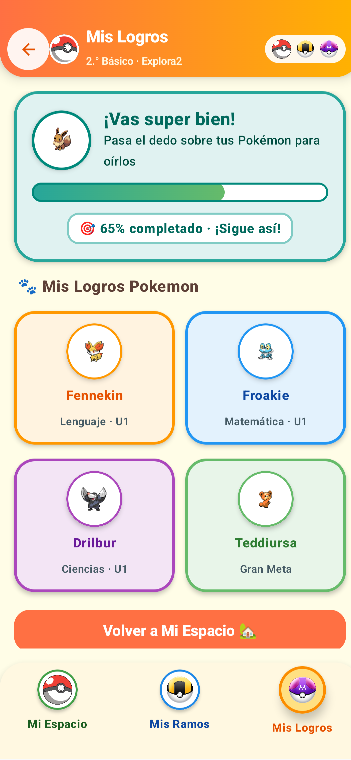 Mis Logros
2.° Básico · Explora2
¡Vas super bien!
Pasa el dedo sobre tus Pokémon para
oírlos
🎯 65% completado · ¡Sigue así!
🐾 Mis Logros Pokemon
Fennekin
Lenguaje · U1
Froakie
Matemática · U1
Drilbur
Ciencias · U1
Teddiursa
Gran Meta
Volver a Mi Espacio 🏡
Mi Espacio
Mis Ramos
Mis Logros